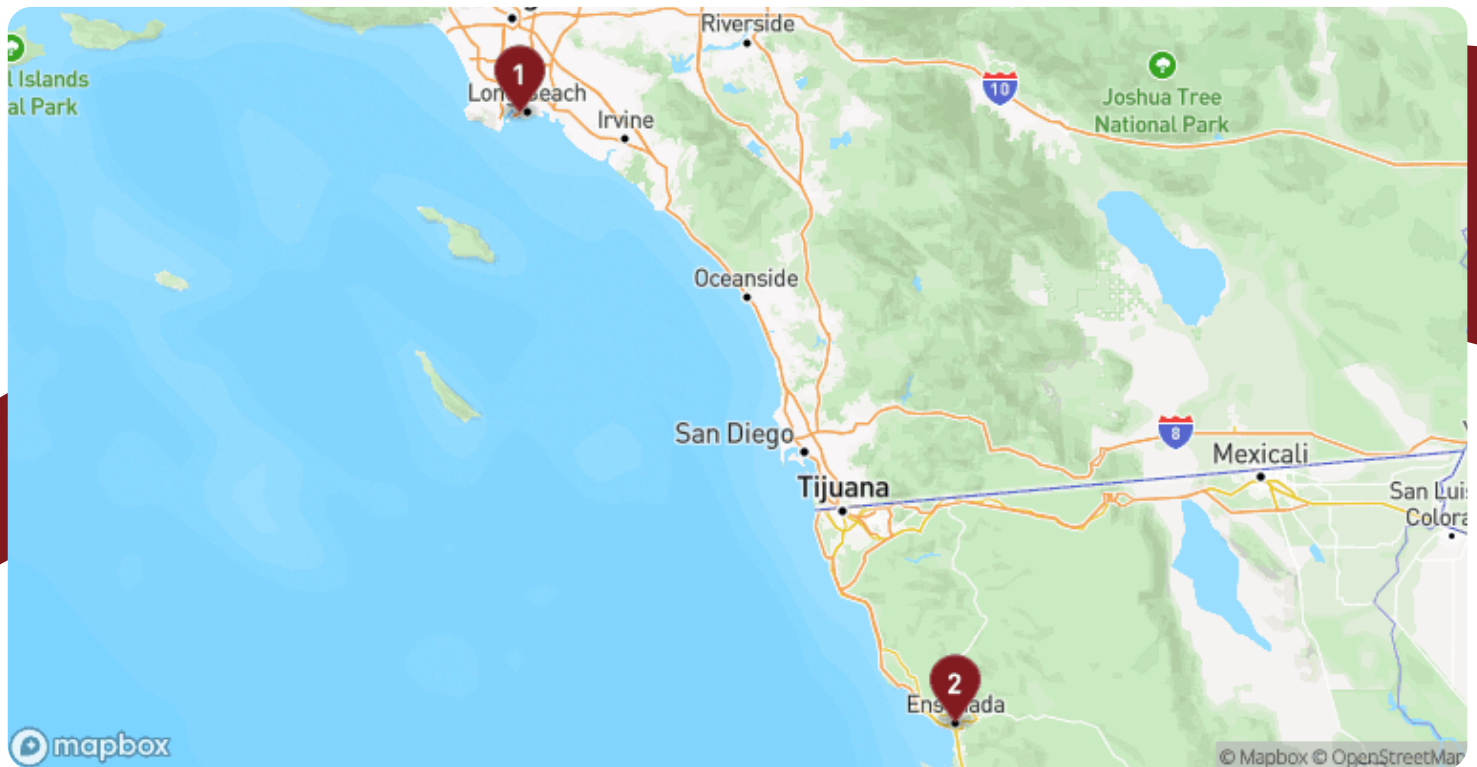 Riverside
1
Long Beach
l Islands
al Park
Irvine
10
Joshua Tree
National Park
Oceanside
San Diego
8
Mexicali
Tijuana
San Luis
Colora
2
Ensenada
mapbox
© Mapbox © OpenStreetMap